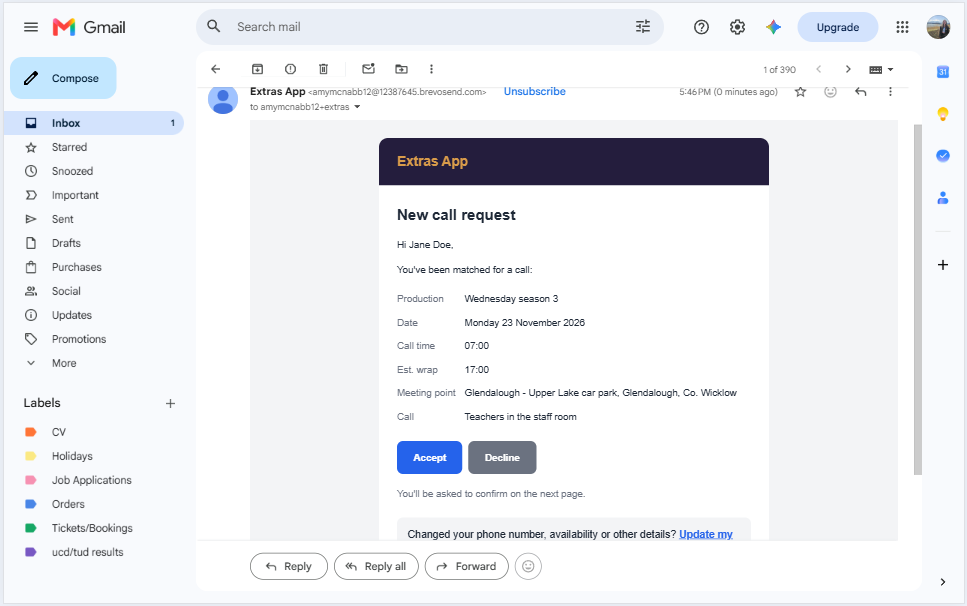 Gmail
Search mail
Upgrade
Compose
1 of 390
Inbox 1
Starred
Snoozed
Important
Sent
Drafts
Purchases
Social
Updates
Promotions
More
Labels
CV
Holidays
Job Applications
Orders
Tickets/Bookings
ucd/tud results
Extras App <amymcnabb12@12387645.brevosend.com> Unsubscribe 5:46 PM (0 minutes ago)
to amymcnabb12+extras
Extras App
New call request
Hi Jane Doe,
You've been matched for a call:
Production Wednesday season 3
Date Monday 23 November 2026
Call time 07:00
Est. wrap 17:00
Meeting point Glendalough - Upper Lake car park, Glendalough, Co. Wicklow
Call Teachers in the staff room
Accept Decline
You'll be asked to confirm on the next page.
Changed your phone number, availability or other details? Update my
Reply Reply all Forward
31